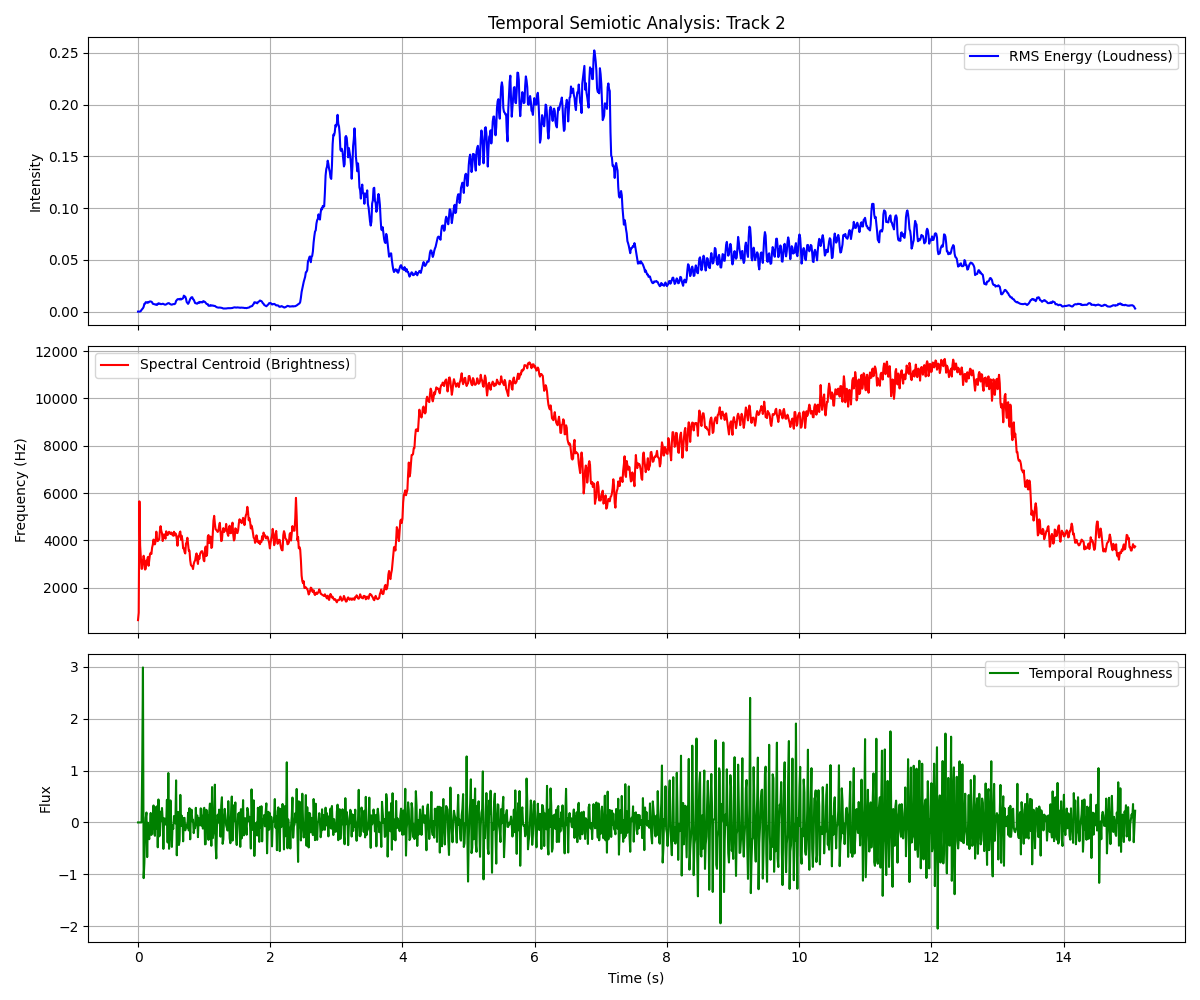 Temporal Semiotic Analysis: Track 2
RMS Energy (Loudness)
Intensity
0.25
0.20
0.15
0.10
0.05
0.00
Spectral Centroid (Brightness)
Frequency (Hz)
12000
10000
8000
6000
4000
2000
Temporal Roughness
Flux
3
2
1
0
−1
−2
0 2 4 6 8 10 12 14
Time (s)